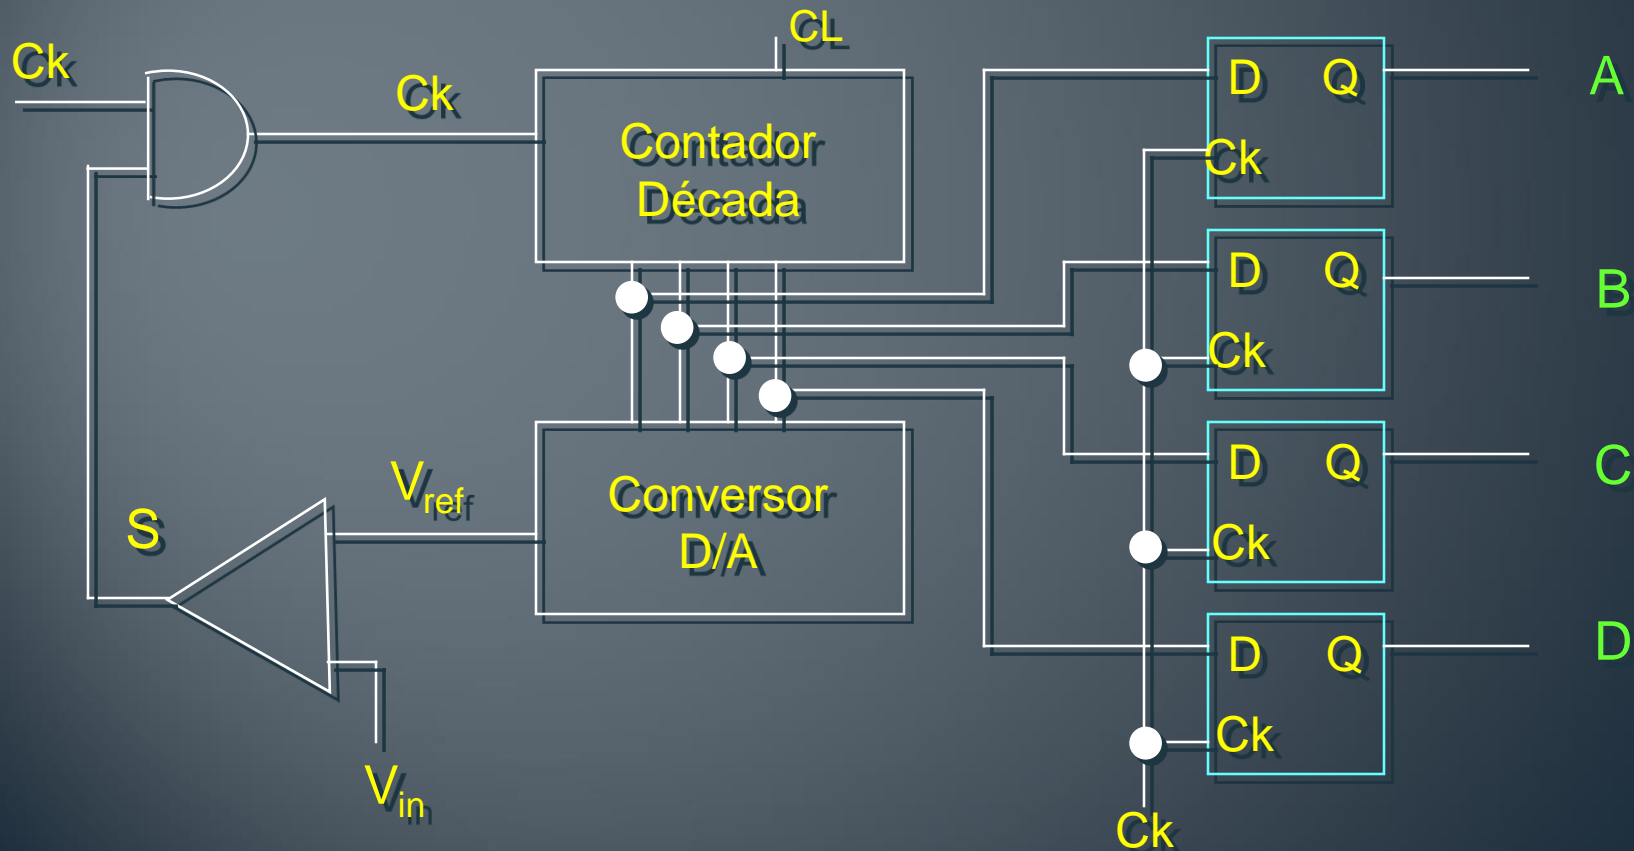 Ck
Ck
CL
Contador
Década
D Q
Ck
A
D Q
Ck
B
D Q
Ck
C
D Q
Ck
D
Ck
Conversor
D/A
Vref
S
Vin